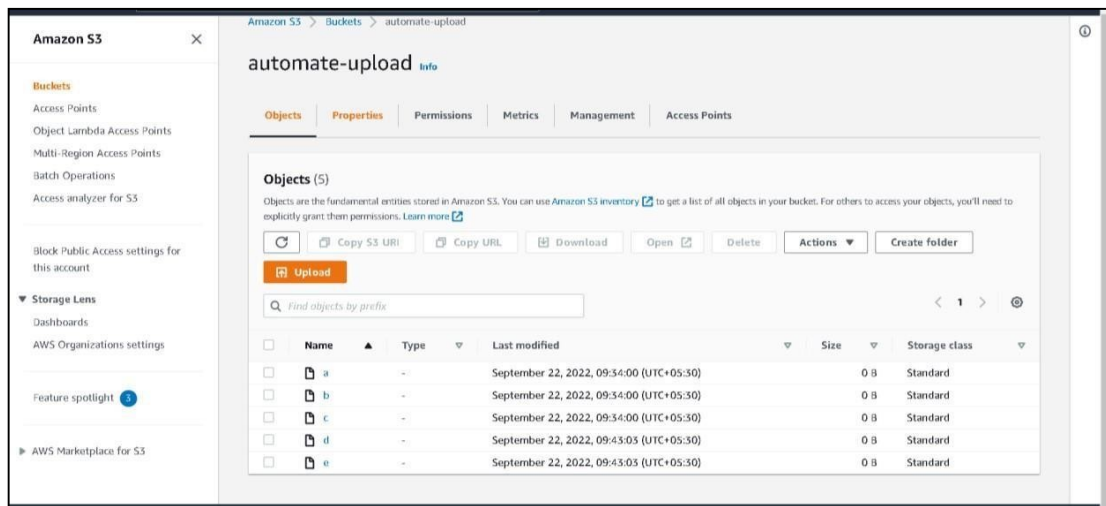 Amazon S3 > Buckets > automate-upload
Amazon S3
automate-upload Info
Buckets
Access Points
Object Lambda Access Points
Multi-Region Access Points
Batch Operations
Access analyzer for S3
Block Public Access settings for
this account
Storage Lens
Dashboards
AWS Organizations settings
Feature spotlight 3
AWS Marketplace for S3
Objects Properties Permissions Metrics Management Access Points
Objects (5)
Objects are the fundamental entities stored in Amazon S3. You can use Amazon S3 inventory to get a list of all objects in your bucket. For others to access your objects, you'll need to
explicitly grant them permissions. Learn more
Copy S3 URI Copy URL Download Open Delete Actions Create folder
Upload
Find objects by prefix
< 1 >
Name Type Last modified Size Storage class
a - September 22, 2022, 09:34:00 (UTC+05:30) 0 B Standard
b - September 22, 2022, 09:34:00 (UTC+05:30) 0 B Standard
c - September 22, 2022, 09:34:00 (UTC+05:30) 0 B Standard
d - September 22, 2022, 09:43:03 (UTC+05:30) 0 B Standard
e - September 22, 2022, 09:43:03 (UTC+05:30) 0 B Standard